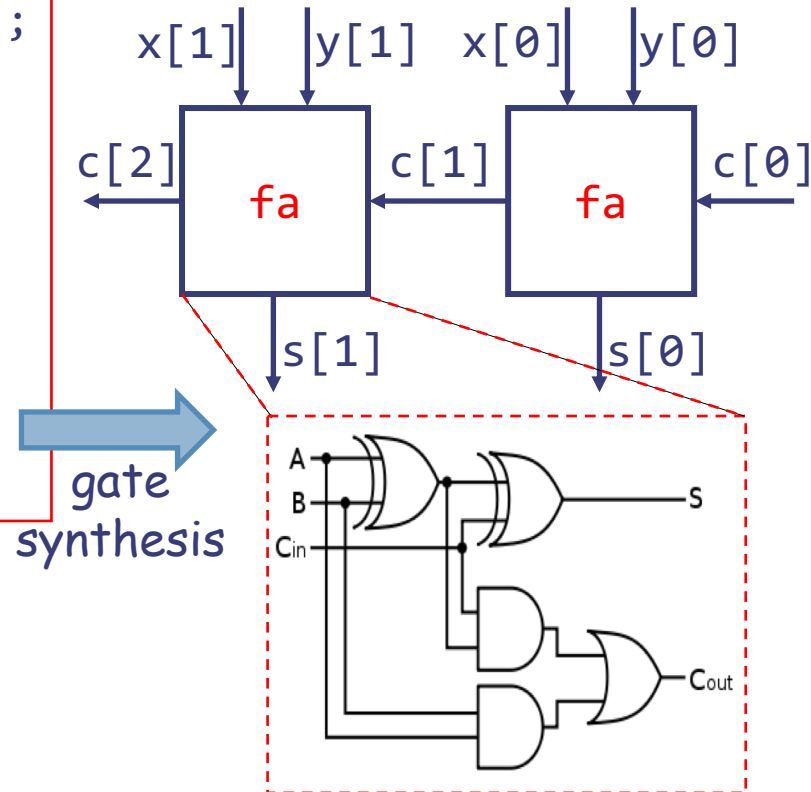 ;
x[1] y[1] x[0] y[0]
c[2] fa c[1] fa c[0]
s[1] s[0]
gate
synthesis
A
B
Cin
S
Cout